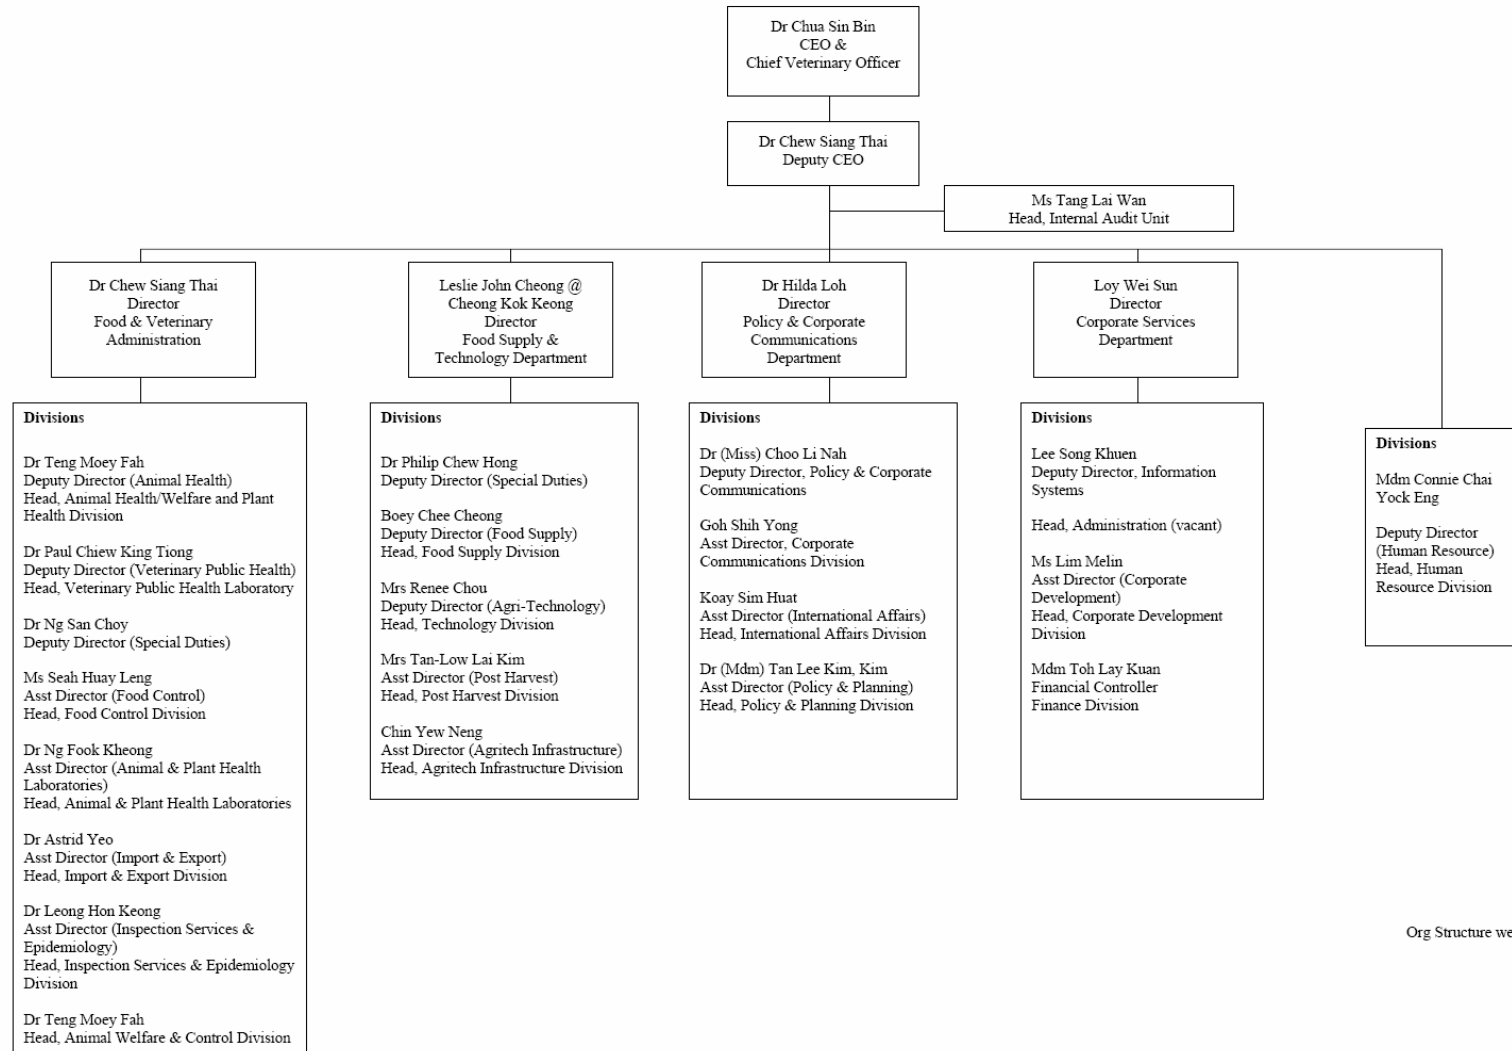 Dr Chua Sin Bin
CEO &
Chief Veterinary Officer
Dr Chew Siang Thai
Deputy CEO
Ms Tang Lai Wan
Head, Internal Audit Unit
Dr Chew Siang Thai
Director
Food & Veterinary
Administration
Leslie John Cheong @
Cheong Kok Keong
Director
Food Supply &
Technology Department
Dr Hilda Loh
Director
Policy & Corporate
Communications
Department
Loy Wei Sun
Director
Corporate Services
Department
Divisions
Dr Teng Moey Fah
Deputy Director (Animal Health)
Head, Animal Health/Welfare and Plant
Health Division
Dr Paul Chiew King Tiong
Deputy Director (Veterinary Public Health)
Head, Veterinary Public Health Laboratory
Dr Ng San Choy
Deputy Director (Special Duties)
Ms Seah Huay Leng
Asst Director (Food Control)
Head, Food Control Division
Dr Ng Fook Kheong
Asst Director (Animal & Plant Health
Laboratories)
Head, Animal & Plant Health Laboratories
Dr Astrid Yeo
Asst Director (Import & Export)
Head, Import & Export Division
Dr Leong Hon Keong
Asst Director (Inspection Services &
Epidemiology)
Head, Inspection Services & Epidemiology
Division
Dr Teng Moey Fah
Head, Animal Welfare & Control Division
Divisions
Dr Philip Chew Hong
Deputy Director (Special Duties)
Boey Chee Cheong
Deputy Director (Food Supply)
Head, Food Supply Division
Mrs Renee Chou
Deputy Director (Agri-Technology)
Head, Technology Division
Mrs Tan-Low Lai Kim
Asst Director (Post Harvest)
Head, Post Harvest Division
Chin Yew Neng
Asst Director (Agritech Infrastructure)
Head, Agritech Infrastructure Division
Divisions
Dr (Miss) Choo Li Nah
Deputy Director, Policy & Corporate
Communications
Goh Shih Yong
Asst Director, Corporate
Communications Division
Koay Sim Huat
Asst Director (International Affairs)
Head, International Affairs Division
Dr (Mdm) Tan Lee Kim, Kim
Asst Director (Policy & Planning)
Head, Policy & Planning Division
Divisions
Lee Song Khuen
Deputy Director, Information
Systems
Head, Administration (vacant)
Ms Lim Melin
Asst Director (Corporate
Development)
Head, Corporate Development
Division
Mdm Toh Lay Kuan
Financial Controller
Finance Division
Divisions
Mdm Connie Chai
Yock Eng
Deputy Director
(Human Resource)
Head, Human
Resource Division
Org Structure we